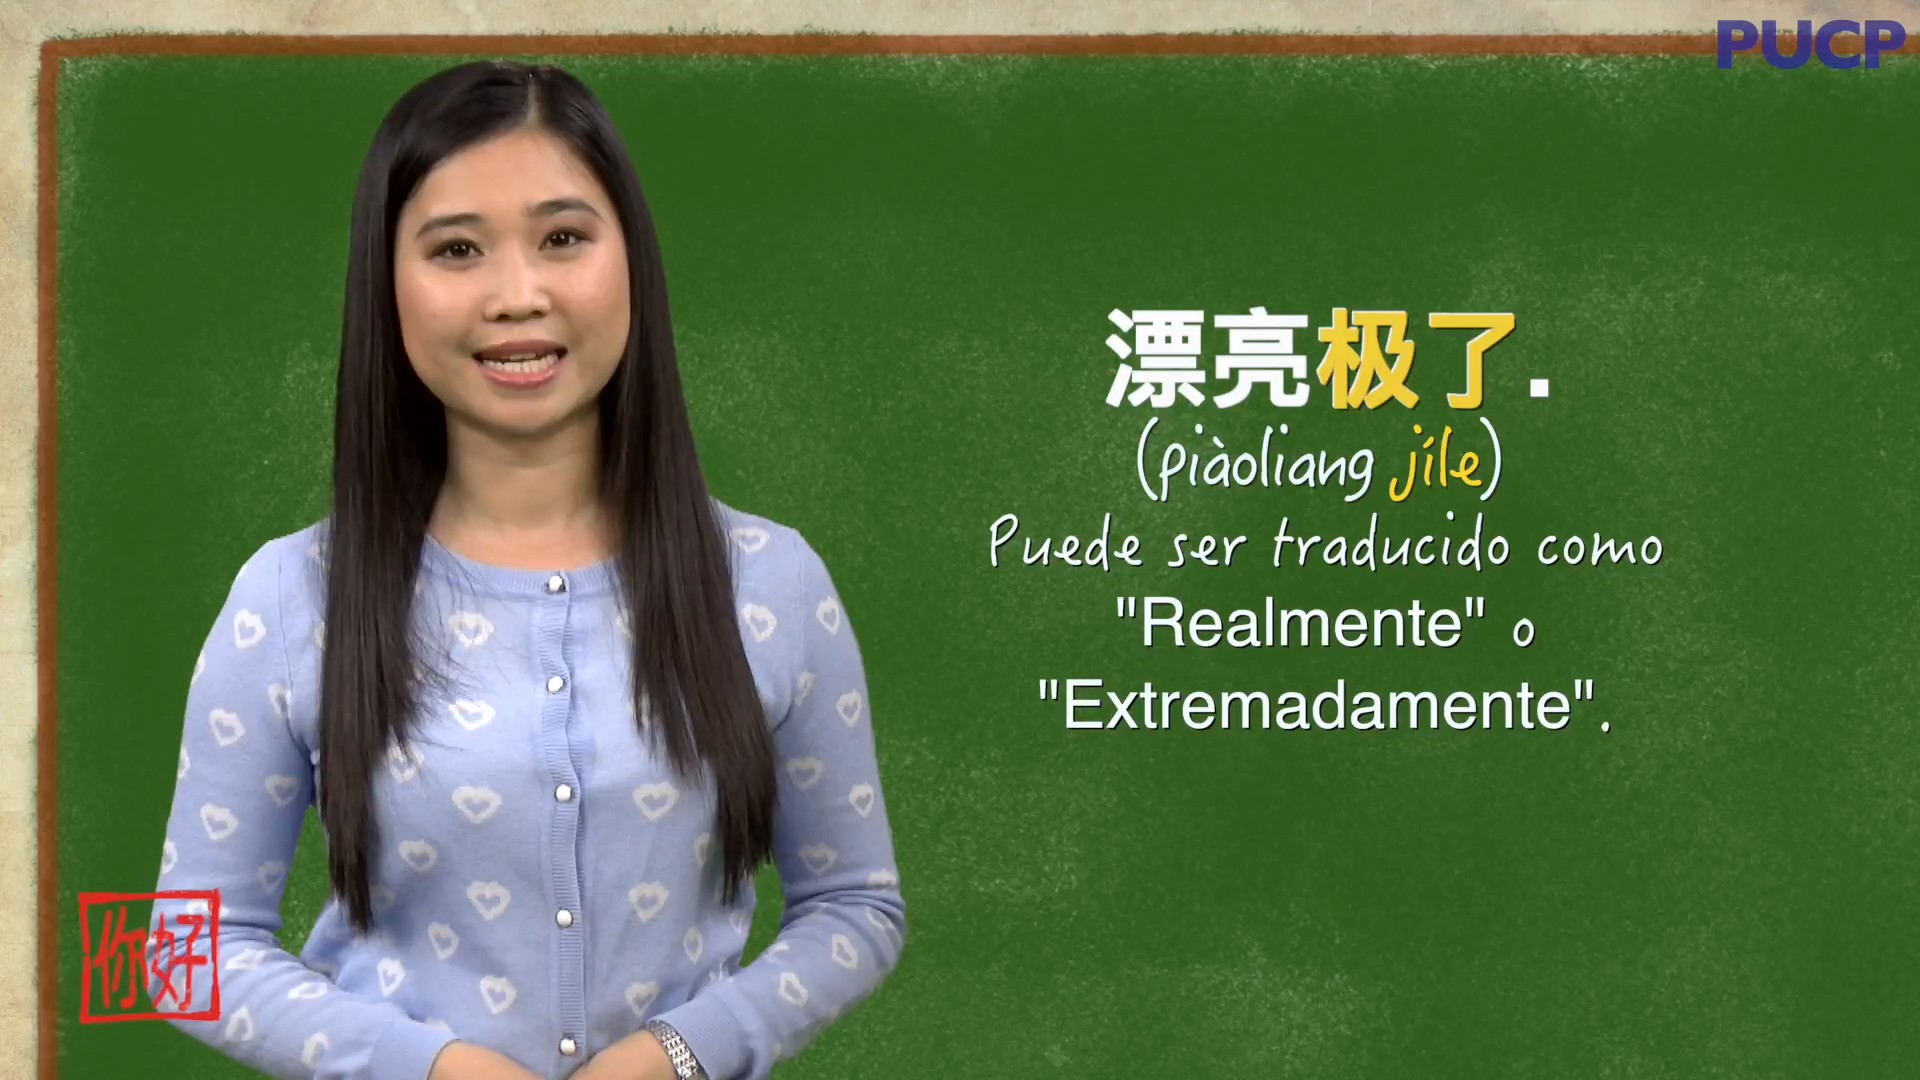 PUCP
漂亮极了.
(piàoliang jíle)
Puede ser traducido como
"Realmente" o
"Extremadamente".
你好